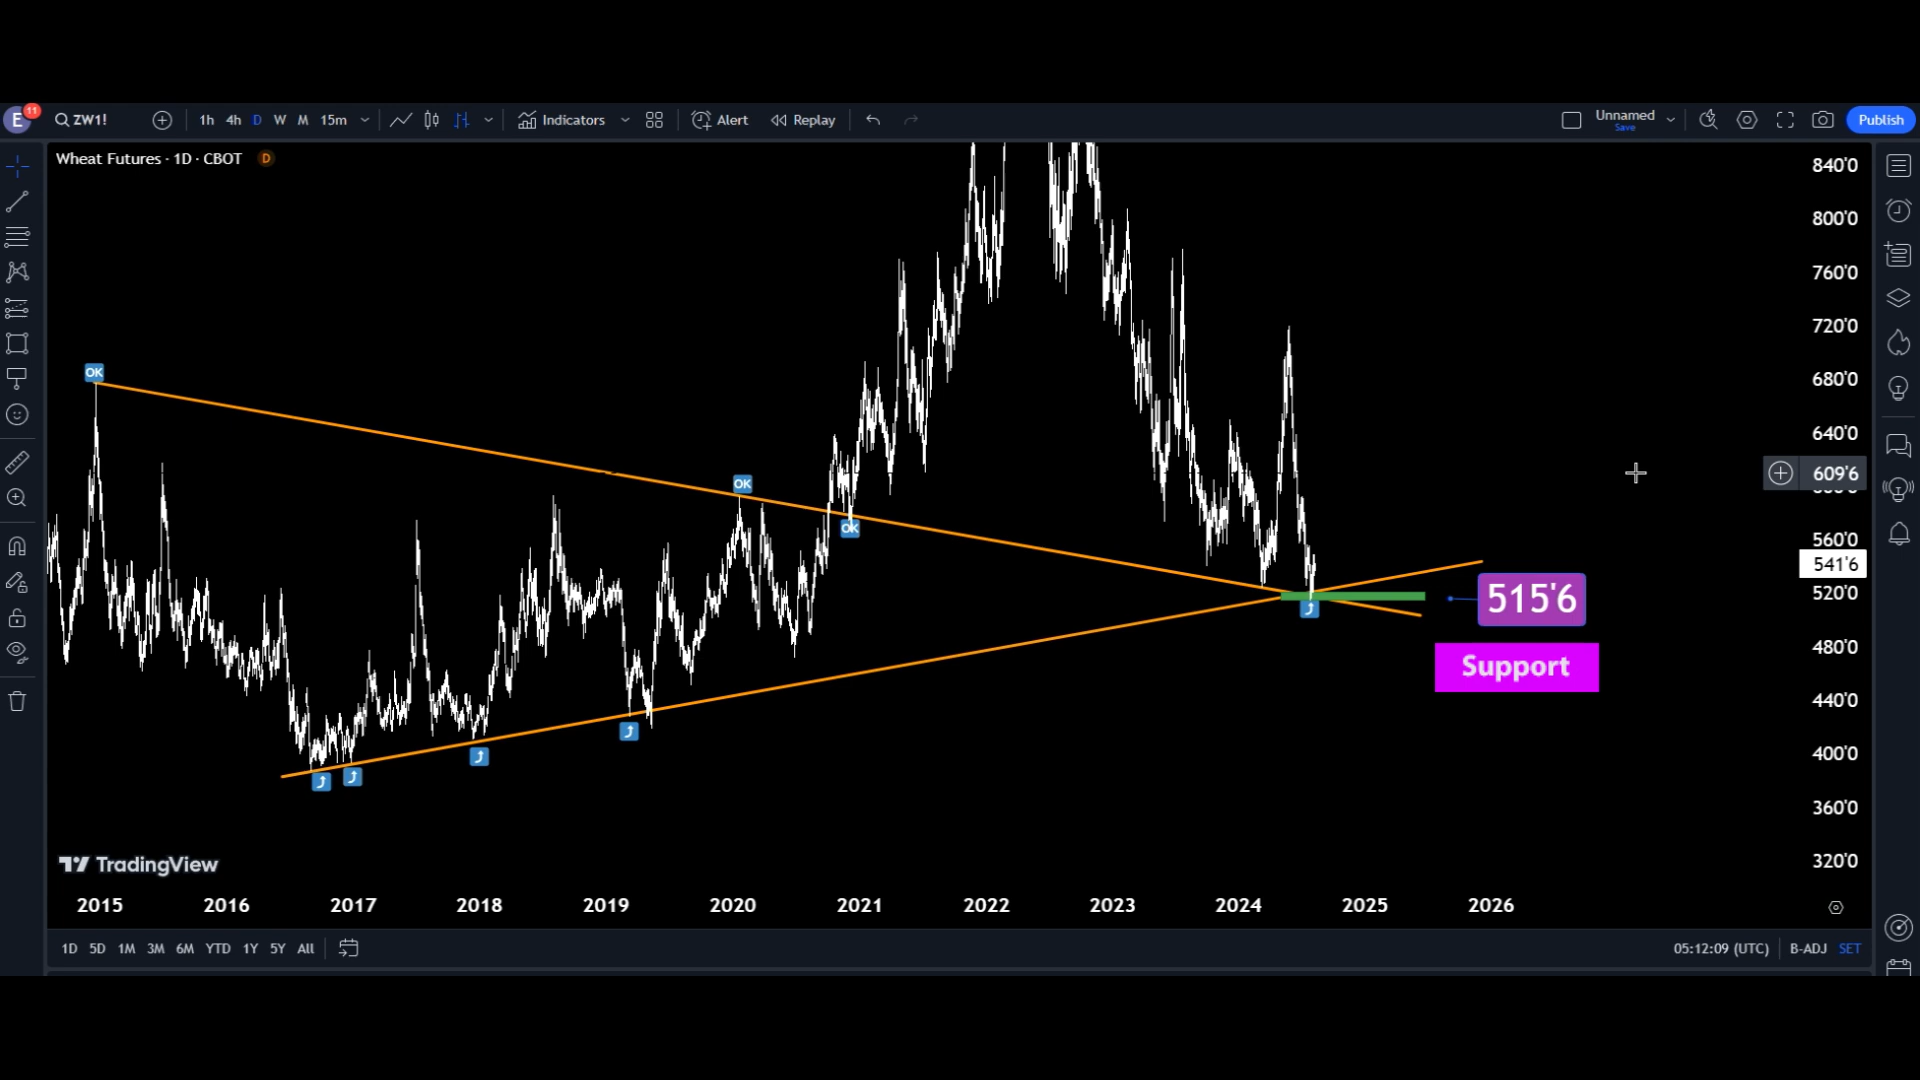 E
11
ZW1!
1h 4h D W M 15m
Indicators
Alert
Replay
Unnamed
Save
Publish
Wheat Futures · 1D · CBOT D
840'0
800'0
760'0
720'0
680'0
640'0
609'6
560'0
541'6
520'0
480'0
440'0
400'0
360'0
320'0
OK
OK
OK
515'6
Support
TradingView
2015 2016 2017 2018 2019 2020 2021 2022 2023 2024 2025 2026
1D 5D 1M 3M 6M YTD 1Y 5Y All
05:12:09 (UTC) B-ADJ SET